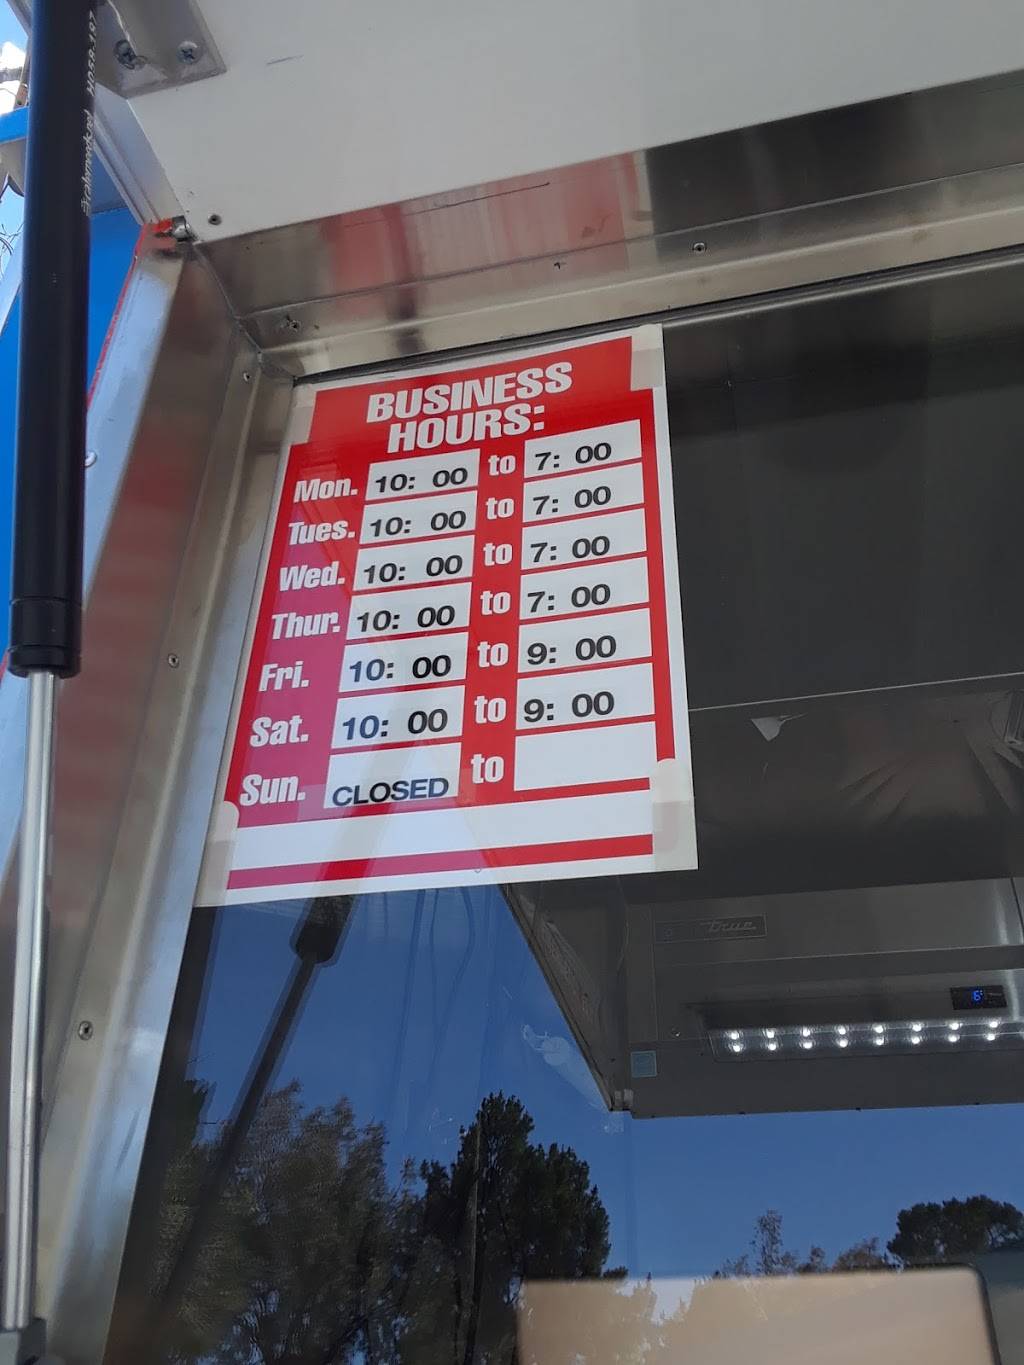 BUSINESS
HOURS:
Mon. 10: 00 to 7: 00
Tues. 10: 00 to 7: 00
Wed. 10: 00 to 7: 00
Thur. 10: 00 to 7: 00
Fri. 10: 00 to 9: 00
Sat. 10: 00 to 9: 00
Sun. CLOSED to
True